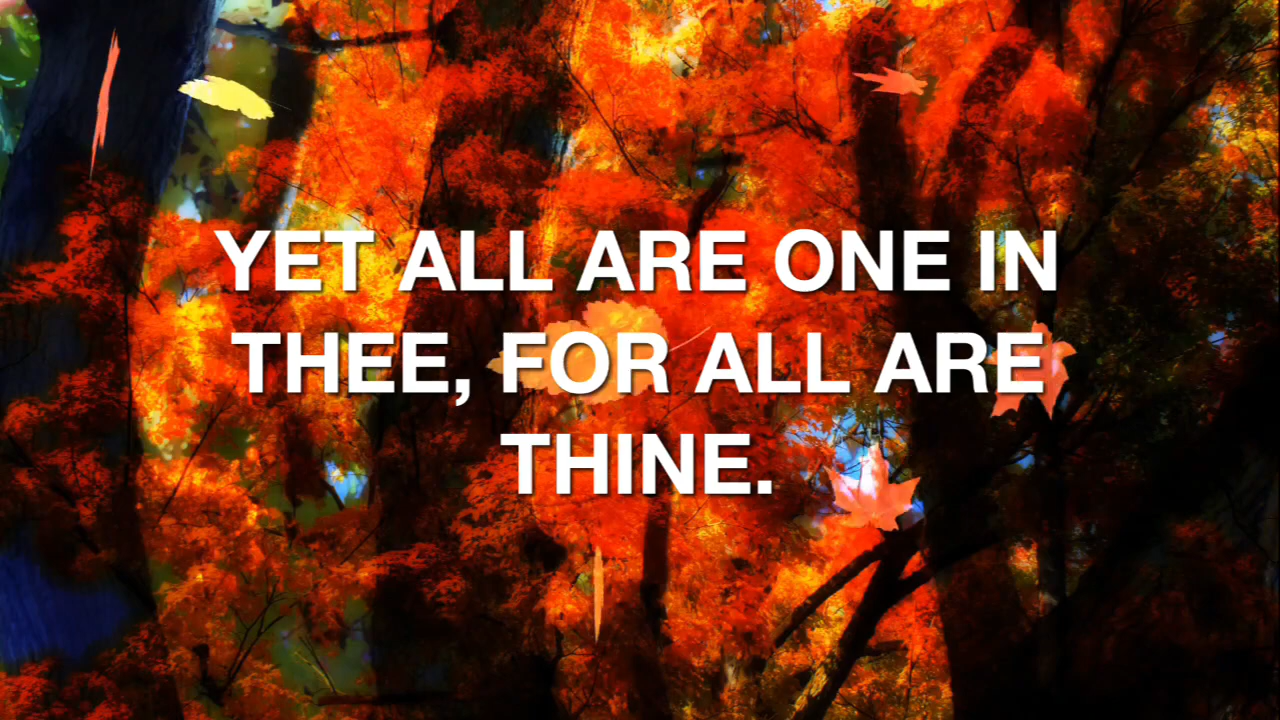 YET ALL ARE ONE IN
THEE, FOR ALL ARE
THINE.